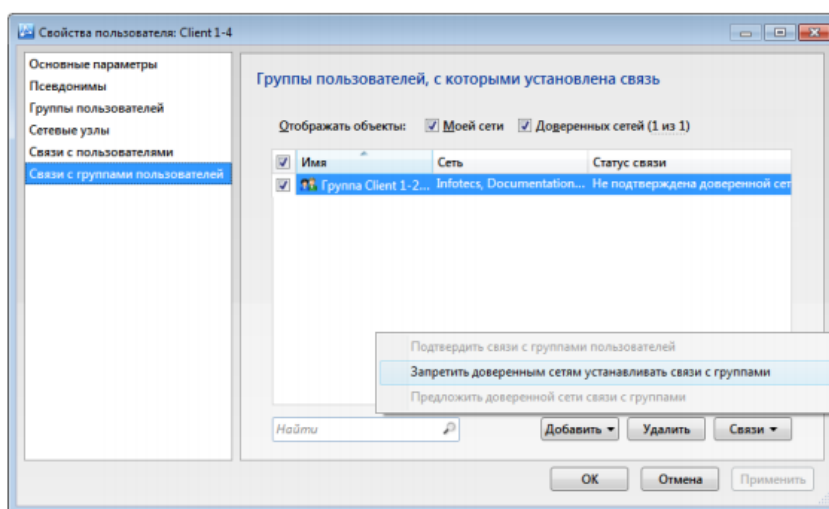 Свойства пользователя: Client 1-4
Основные параметры
Псевдонимы
Группы пользователей
Сетевые узлы
Связи с пользователями
Связи с группами пользователей
Группы пользователей, с которыми установлена связь
Отображать объекты: Моей сети Доверенных сетей (1 из 1)
Имя Сеть Статус связи
Группа Client 1-2... Infotecs, Documentation... Не подтверждена доверенной сет
Подтвердить связи с группами пользователей
Запретить доверенным сетям устанавливать связи с группами
Предложить доверенной сети связи с группами
Найти Добавить Удалить Связи
ОК Отмена Применить